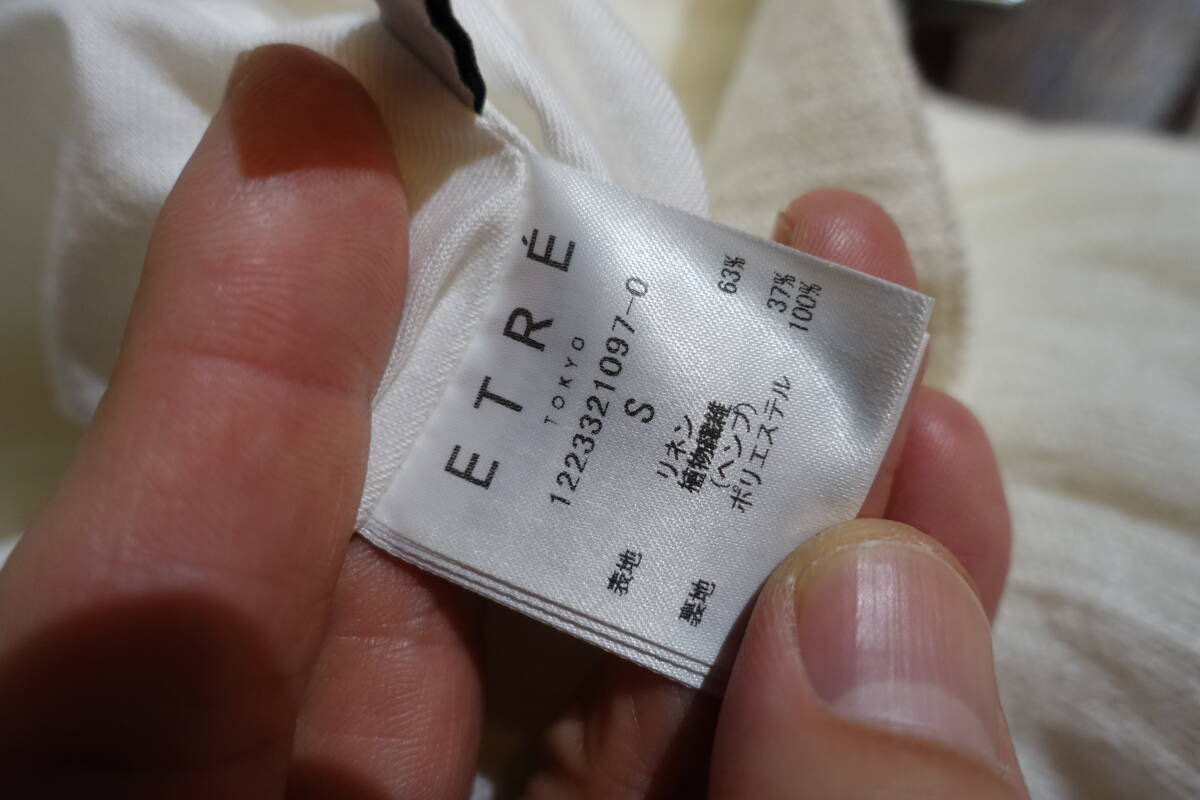 ETRÉ
TOKYO
1223321097-0
S
表地 リネン 63%
植物繊維
(ヘンプ) 37%
裏地 ポリエステル 100%